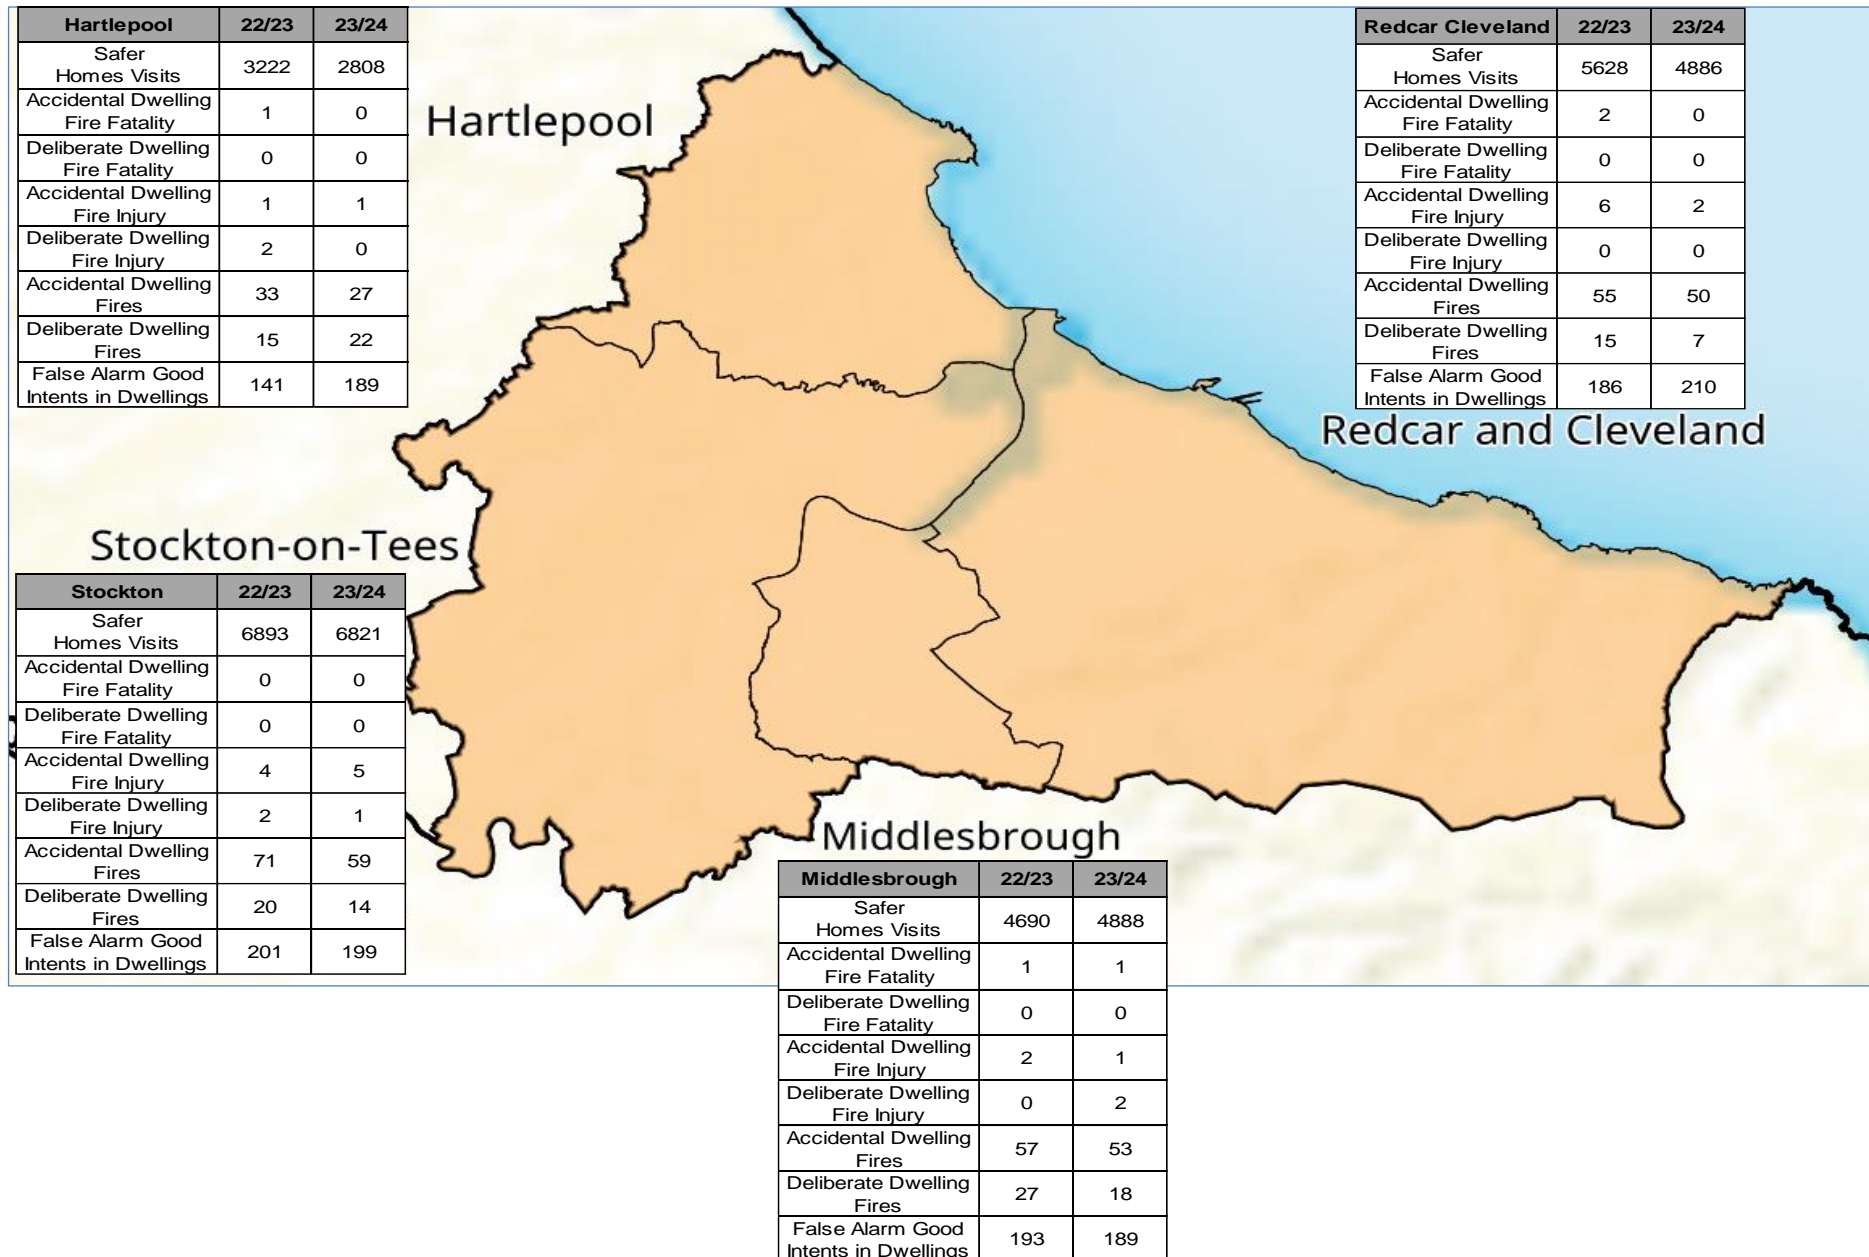 Hartlepool 22/23 23/24
Safer
Homes Visits 3222 2808
Accidental Dwelling
Fire Fatality 1 0
Deliberate Dwelling
Fire Fatality 0 0
Accidental Dwelling
Fire Injury 1 1
Deliberate Dwelling
Fire Injury 2 0
Accidental Dwelling
Fires 33 27
Deliberate Dwelling
Fires 15 22
False Alarm Good
Intents in Dwellings 141 189
Hartlepool
Redcar Cleveland 22/23 23/24
Safer
Homes Visits 5628 4886
Accidental Dwelling
Fire Fatality 2 0
Deliberate Dwelling
Fire Fatality 0 0
Accidental Dwelling
Fire Injury 6 2
Deliberate Dwelling
Fire Injury 0 0
Accidental Dwelling
Fires 55 50
Deliberate Dwelling
Fires 15 7
False Alarm Good
Intents in Dwellings 186 210
Redcar and Cleveland
Stockton-on-Tees
Stockton 22/23 23/24
Safer
Homes Visits 6893 6821
Accidental Dwelling
Fire Fatality 0 0
Deliberate Dwelling
Fire Fatality 0 0
Accidental Dwelling
Fire Injury 4 5
Deliberate Dwelling
Fire Injury 2 1
Accidental Dwelling
Fires 71 59
Deliberate Dwelling
Fires 20 14
False Alarm Good
Intents in Dwellings 201 199
Middlesbrough
Middlesbrough 22/23 23/24
Safer
Homes Visits 4690 4888
Accidental Dwelling
Fire Fatality 1 1
Deliberate Dwelling
Fire Fatality 0 0
Accidental Dwelling
Fire Injury 2 1
Deliberate Dwelling
Fire Injury 0 2
Accidental Dwelling
Fires 57 53
Deliberate Dwelling
Fires 27 18
False Alarm Good
Intents in Dwellings 193 189